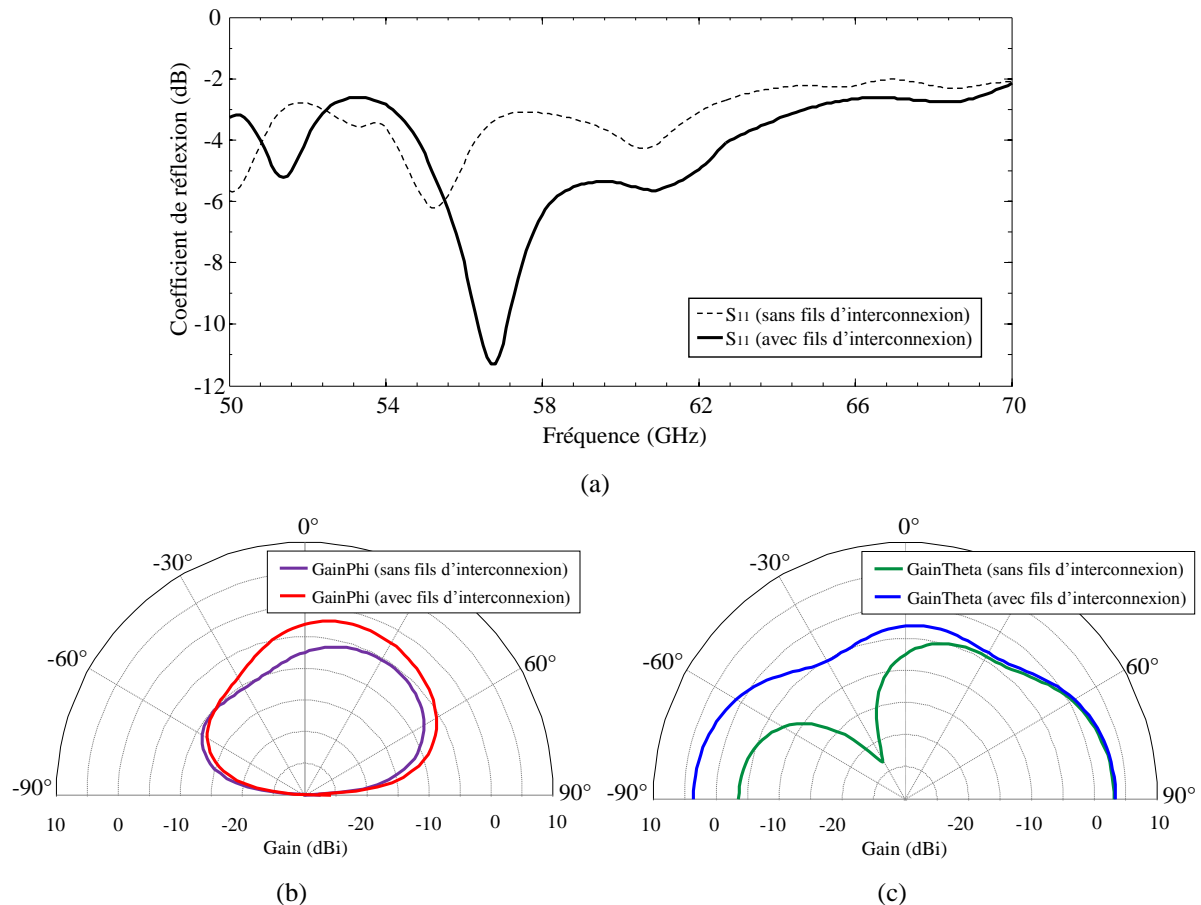 0
-2
-4
-6
-8
-10
-12
Coefficient de réflexion (dB)
S11 (sans fils d'interconnexion)
S11 (avec fils d'interconnexion)
50 54 58 62 66 70
Fréquence (GHz)
(a)
0°
-30°
-60°
60°
-90°
90°
GainPhi (sans fils d'interconnexion)
GainPhi (avec fils d'interconnexion)
10 0 -10 -20 -20 -10 0 10
Gain (dBi)
(b)
0°
-30°
-60°
60°
-90°
90°
GainTheta (sans fils d'interconnexion)
GainTheta (avec fils d'interconnexion)
10 0 -10 -20 -20 -10 0 10
Gain (dBi)
(c)